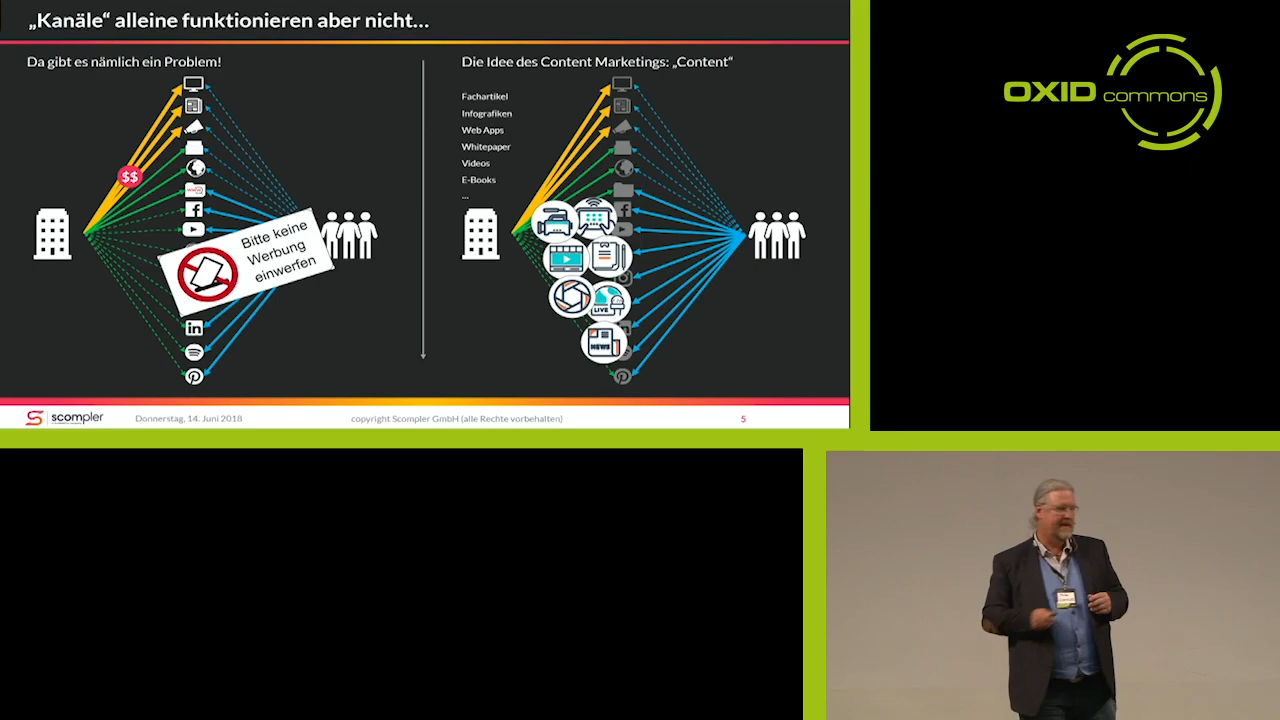 „Kanäle“ alleine funktionieren aber nicht...
Da gibt es nämlich ein Problem!
$$
Bitte keine
Werbung
einwerfen
Die Idee des Content Marketings: „Content“
Fachartikel
Infografiken
Web Apps
Whitepaper
Videos
E-Books
...
LIVE
NEWS
scompler
Donnerstag, 14. Juni 2018
copyright Scompler GmbH (alle Rechte vorbehalten)
5
OXID commons